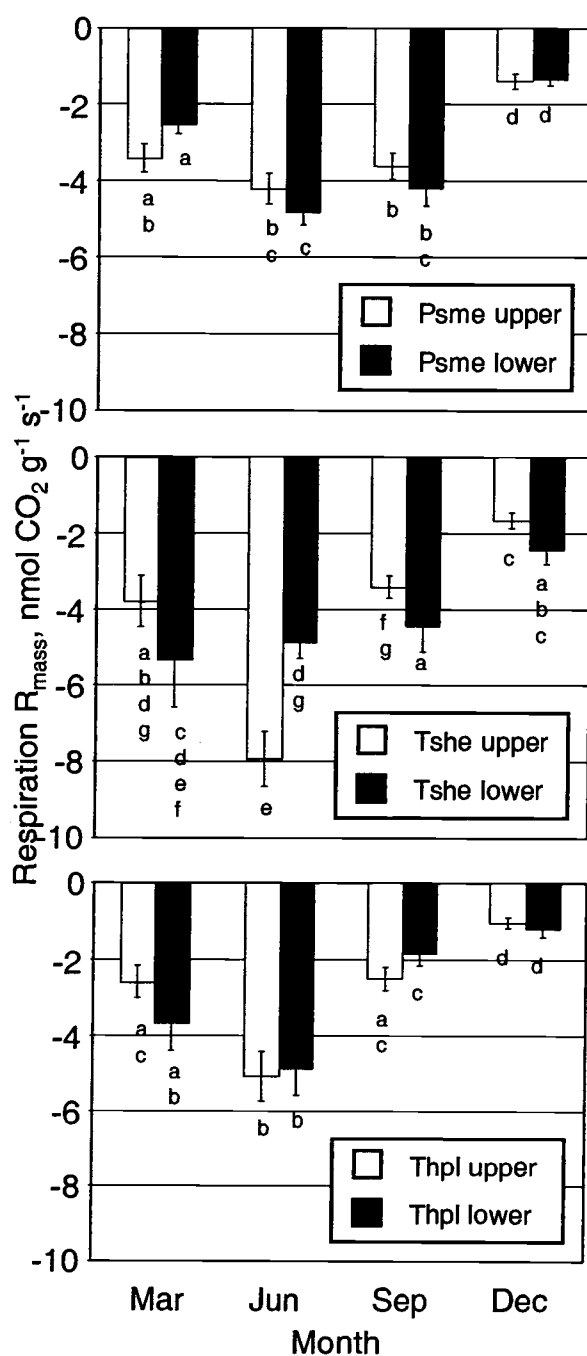 Respiration R_mass, nmol CO₂ g⁻¹ s⁻¹
0
-2
-4
-6
-8
-10
a
b
a
b
c
c
b
b
c
d
d
Psme upper
Psme lower
0
-2
-4
-6
-8
-10
a
b
d
g
c
d
e
f
e
d
g
f
g
a
c
a
b
c
Tshe upper
Tshe lower
0
-2
-4
-6
-8
-10
a
c
a
b
b
b
a
c
c
d
d
Thpl upper
Thpl lower
Mar Jun Sep Dec
Month